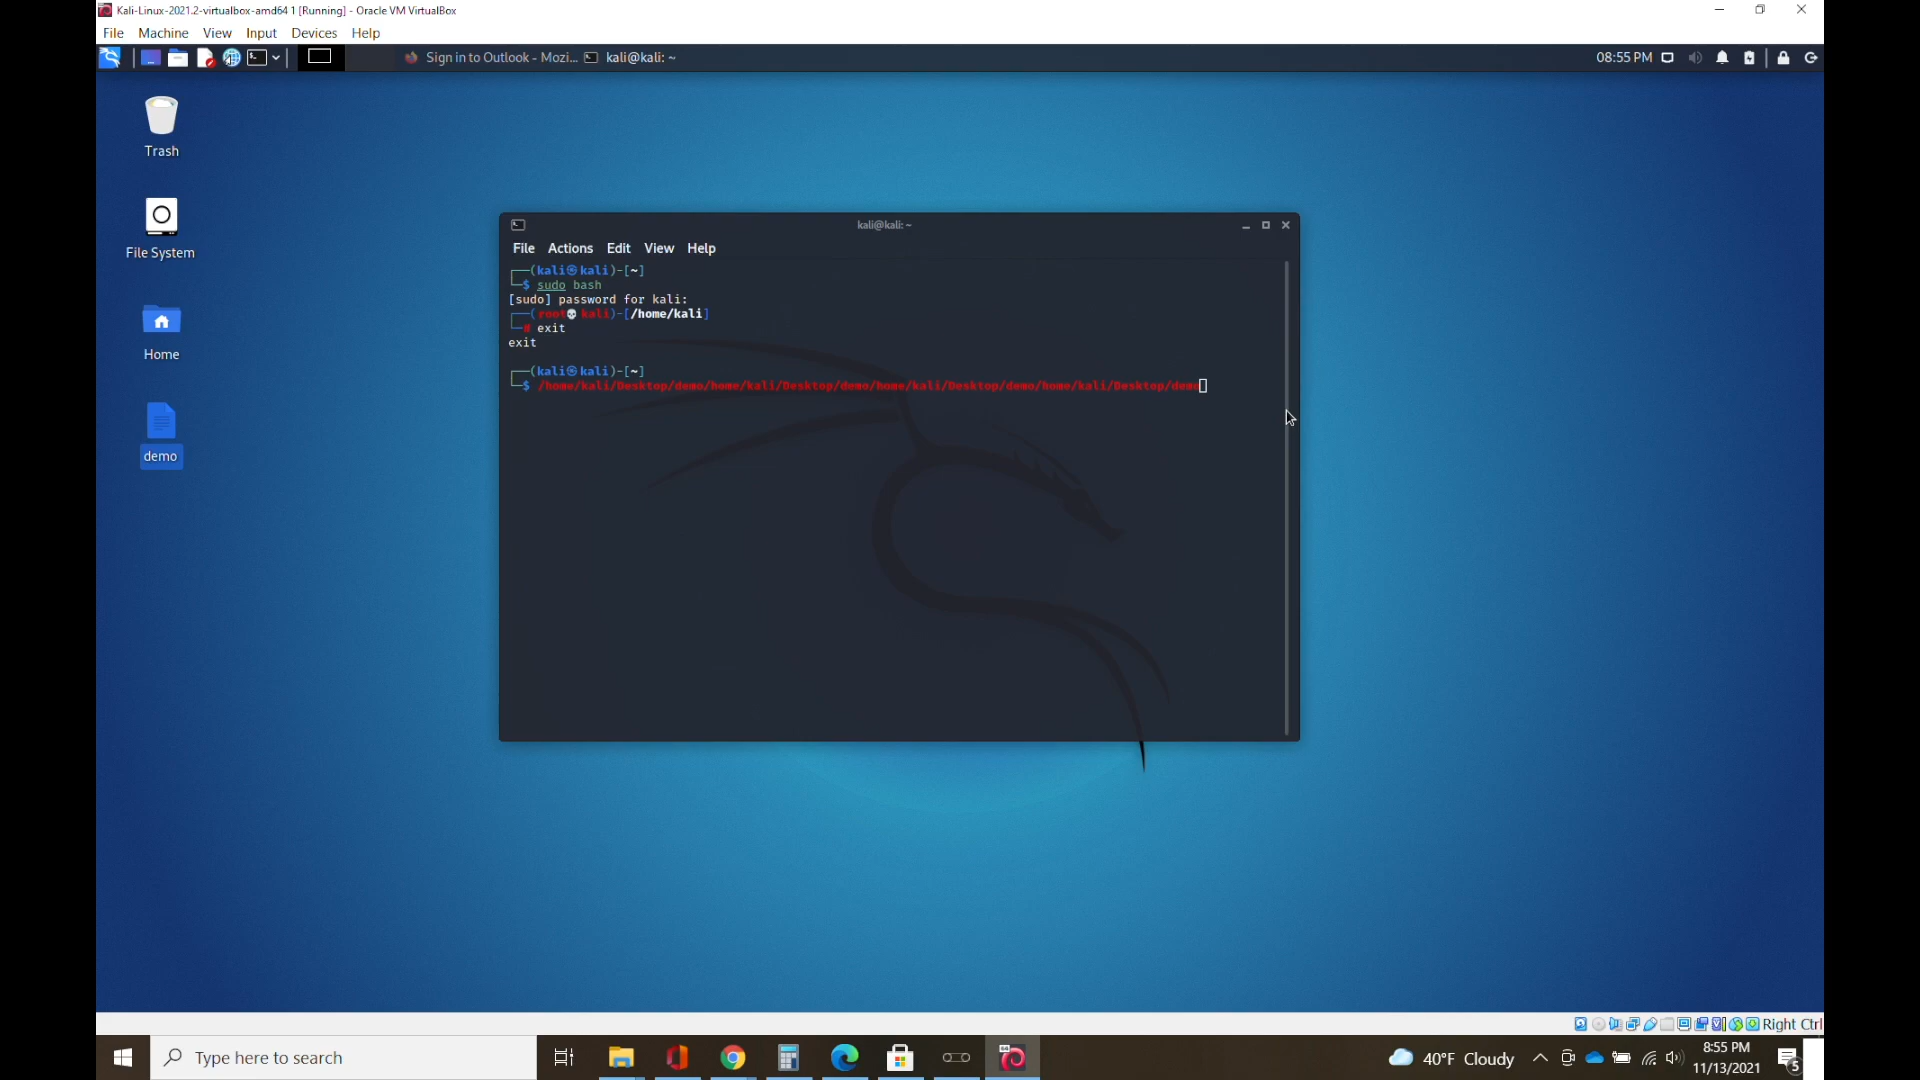 Kali-Linux-2021.2-virtualbox-amd64 1 [Running] - Oracle VM VirtualBox
File Machine View Input Devices Help
Sign in to Outlook - Mozi... kali@kali: ~
08:55 PM
Trash
File System
Home
demo
kali@kali: ~
File Actions Edit View Help
┌──(kali㉿kali)-[~]
└─$ sudo bash
[sudo] password for kali:
┌──(root💀kali)-[/home/kali]
└─# exit
exit
┌──(kali㉿kali)-[~]
└─$ /home/kali/Desktop/demo/home/kali/Desktop/demo/home/kali/Desktop/demo/home/kali/Desktop/demo
Right Ctrl
Type here to search
40°F Cloudy
8:55 PM
11/13/2021
5